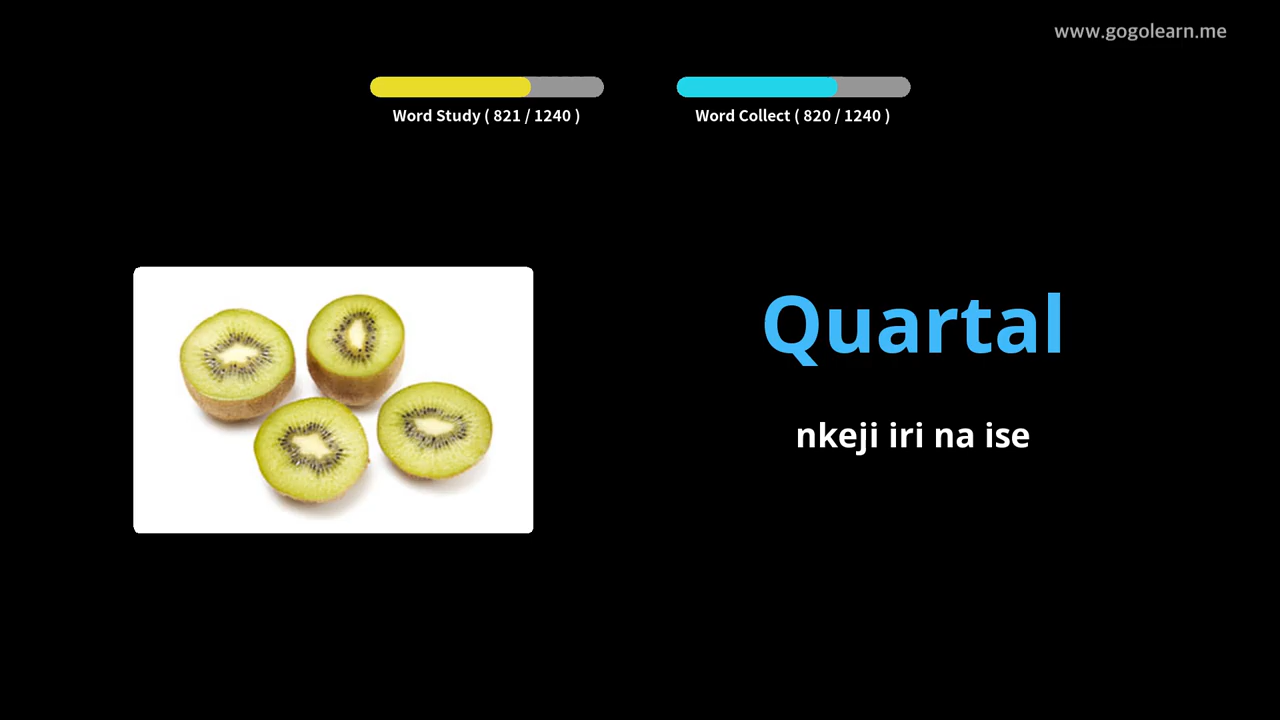 www.gogolearn.me
Word Study ( 821 / 1240 )
Word Collect ( 820 / 1240 )
Quartal
nkeji iri na ise